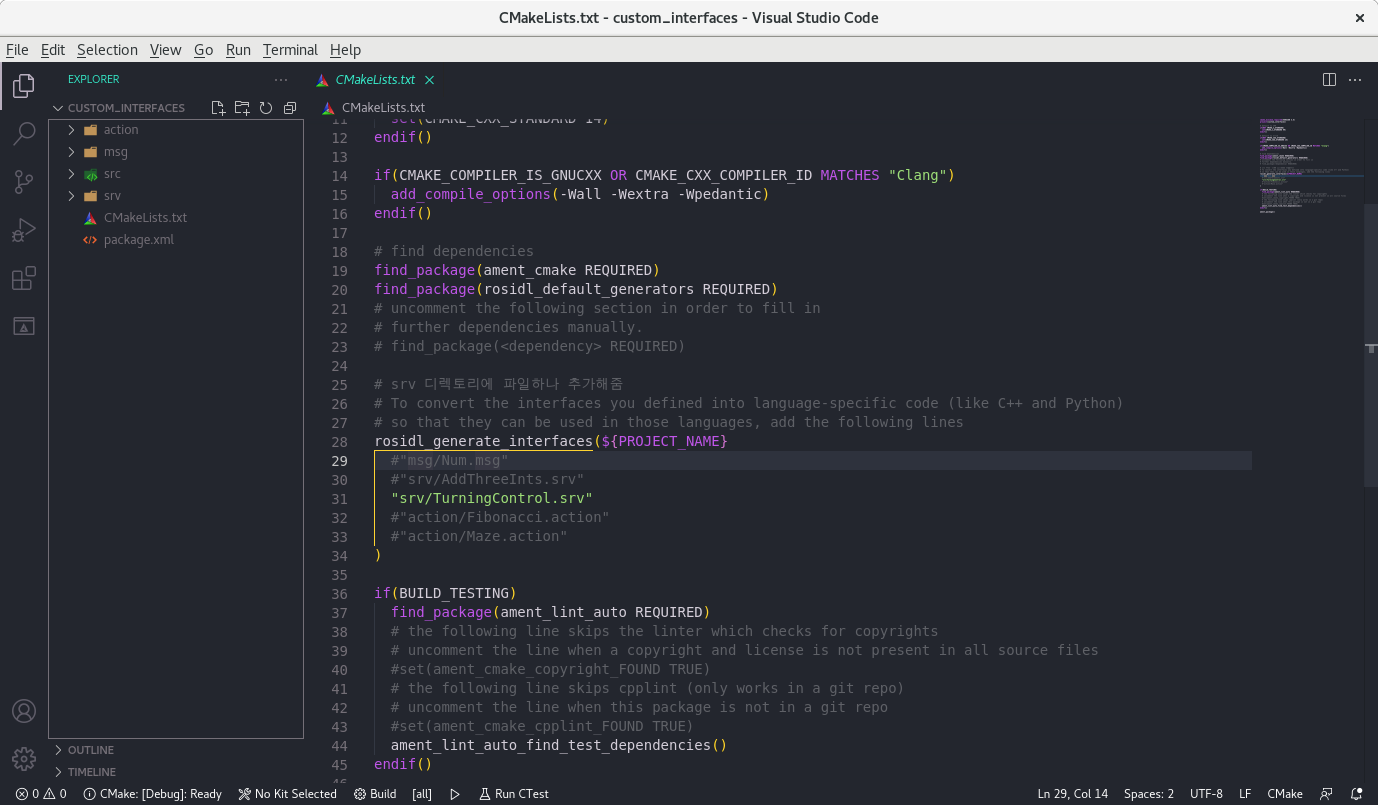 CMakeLists.txt - custom_interfaces - Visual Studio Code
File Edit Selection View Go Run Terminal Help
EXPLORER
CUSTOM_INTERFACES
action
msg
src
srv
CMakeLists.txt
package.xml
OUTLINE
TIMELINE
CMakeLists.txt
CMakeLists.txt
11 set(CMAKE_CXX_STANDARD 14)
12 endif()
13
14 if(CMAKE_COMPILER_IS_GNUCXX OR CMAKE_CXX_COMPILER_ID MATCHES "Clang")
15 add_compile_options(-Wall -Wextra -Wpedantic)
16 endif()
17
18 # find dependencies
19 find_package(ament_cmake REQUIRED)
20 find_package(rosidl_default_generators REQUIRED)
21 # uncomment the following section in order to fill in
22 # further dependencies manually.
23 # find_package(<dependency> REQUIRED)
24
25 # srv 디렉토리에 파일하나 추가해줌
26 # To convert the interfaces you defined into language-specific code (like C++ and Python)
27 # so that they can be used in those languages, add the following lines
28 rosidl_generate_interfaces(${PROJECT_NAME}
29 #"msg/Num.msg"
30 #"srv/AddThreeInts.srv"
31 "srv/TurningControl.srv"
32 #"action/Fibonacci.action"
33 #"action/Maze.action"
34 )
35
36 if(BUILD_TESTING)
37 find_package(ament_lint_auto REQUIRED)
38 # the following line skips the linter which checks for copyrights
39 # uncomment the line when a copyright and license is not present in all source files
40 #set(ament_cmake_copyright_FOUND TRUE)
41 # the following line skips cpplint (only works in a git repo)
42 # uncomment the line when this package is not in a git repo
43 #set(ament_cmake_cpplint_FOUND TRUE)
44 ament_lint_auto_find_test_dependencies()
45 endif()
46
0 0 CMake: [Debug]: Ready No Kit Selected Build [all] Run CTest Ln 29, Col 14 Spaces: 2 UTF-8 LF CMake